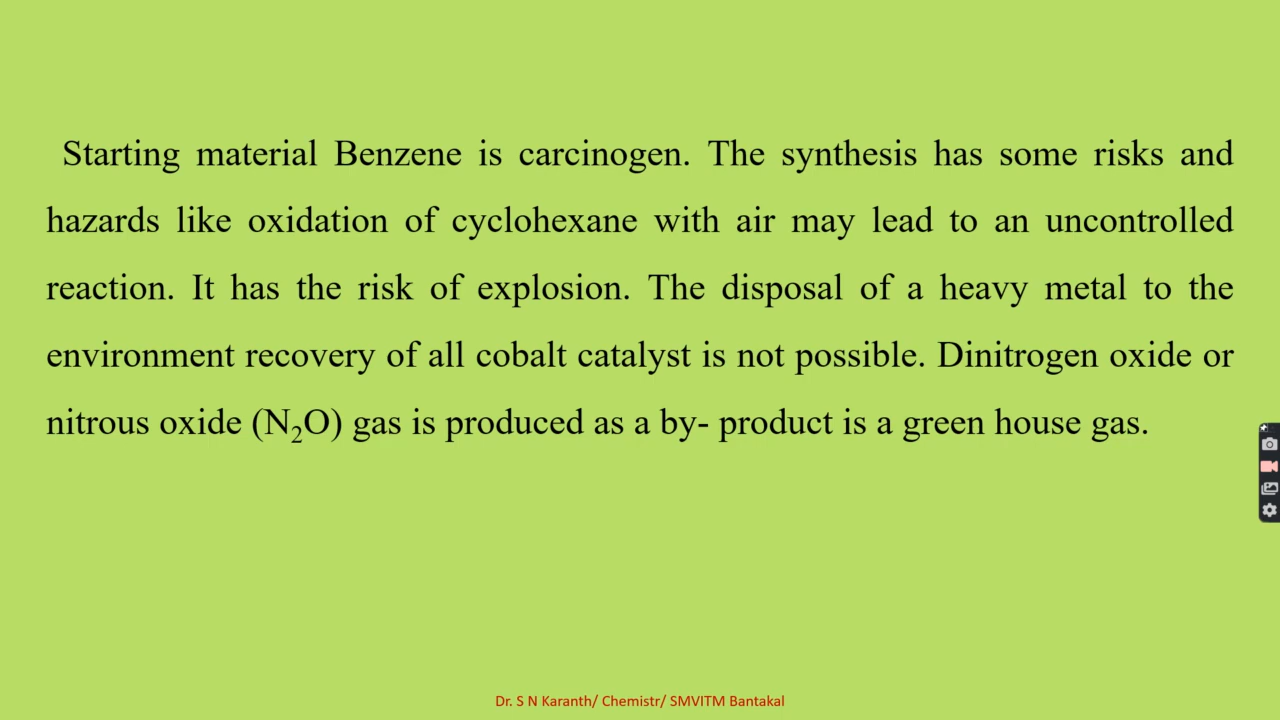 Starting material Benzene is carcinogen. The synthesis has some risks and
hazards like oxidation of cyclohexane with air may lead to an uncontrolled
reaction. It has the risk of explosion. The disposal of a heavy metal to the
environment recovery of all cobalt catalyst is not possible. Dinitrogen oxide or
nitrous oxide (N₂O) gas is produced as a by- product is a green house gas.
Dr. S N Karanth/ Chemistr/ SMVITM Bantakal